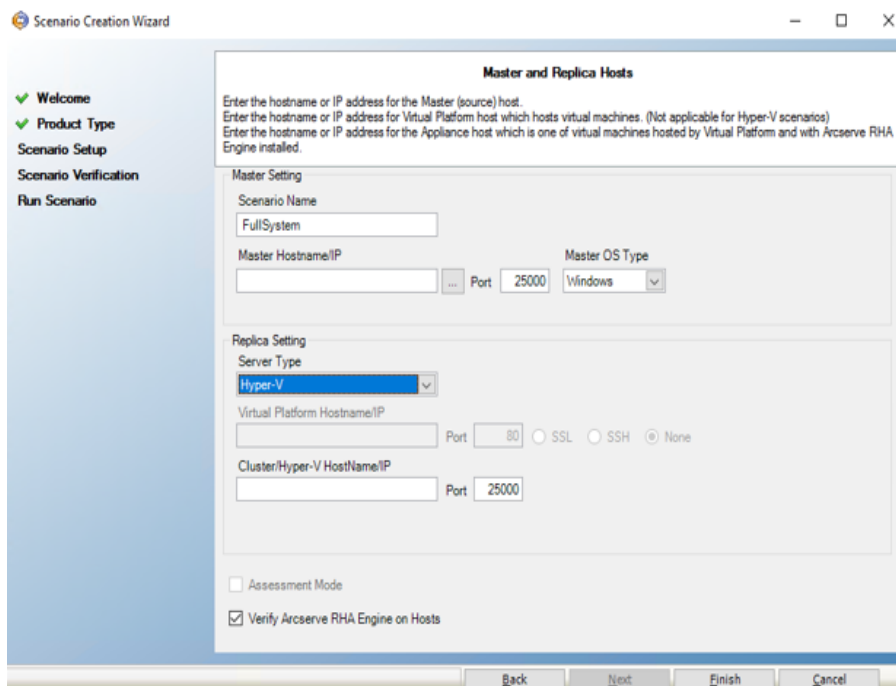 Scenario Creation Wizard
Welcome
Product Type
Scenario Setup
Scenario Verification
Run Scenario
Master and Replica Hosts
Enter the hostname or IP address for the Master (source) host.
Enter the hostname or IP address for Virtual Platform host which hosts virtual machines. (Not applicable for Hyper-V scenarios)
Enter the hostname or IP address for the Appliance host which is one of virtual machines hosted by Virtual Platform and with Arcserve RHA
Engine installed.
Master Setting
Scenario Name
FullSystem
Master Hostname/IP
Master OS Type
... Port 25000 Windows
Replica Setting
Server Type
Hyper-V
Virtual Platform Hostname/IP
Port 80 SSL SSH None
Cluster/Hyper-V HostName/IP
Port 25000
Assessment Mode
Verify Arcserve RHA Engine on Hosts
Back Next Finish Cancel